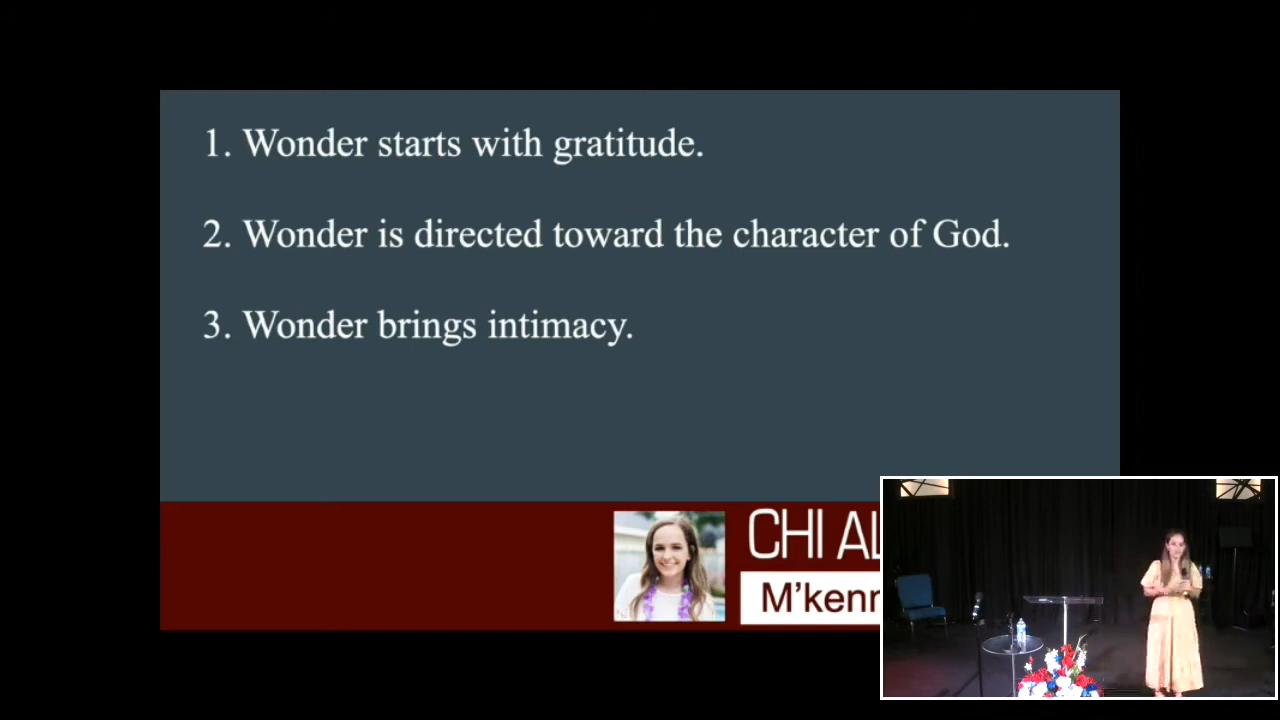 1. Wonder starts with gratitude.
2. Wonder is directed toward the character of God.
3. Wonder brings intimacy.
CHI AL
M'kenn